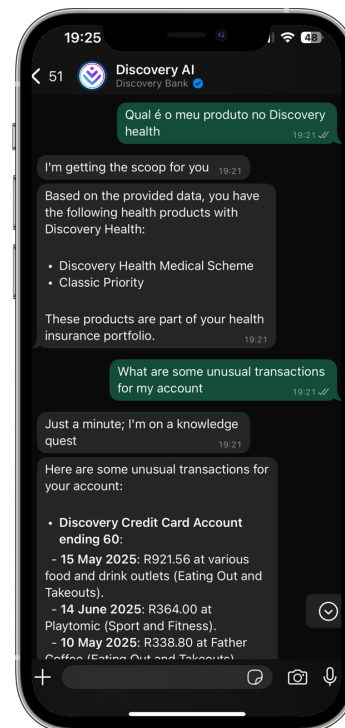 19:25
48
51
Discovery AI
Discovery Bank
Qual é o meu produto no Discovery
health
19:21
I'm getting the scoop for you 19:21
Based on the provided data, you have
the following health products with
Discovery Health:
• Discovery Health Medical Scheme
• Classic Priority
These products are part of your health
insurance portfolio.
19:21
What are some unusual transactions
for my account
19:21
Just a minute; I'm on a knowledge
quest
19:21
Here are some unusual transactions for
your account:
• Discovery Credit Card Account
ending 60:
- 15 May 2025: R921.56 at various
food and drink outlets (Eating Out and
Takeouts).
- 14 June 2025: R364.00 at
Playtomic (Sport and Fitness).
- 10 May 2025: R338.80 at Father
Coffee (Eating Out and Takeouts)